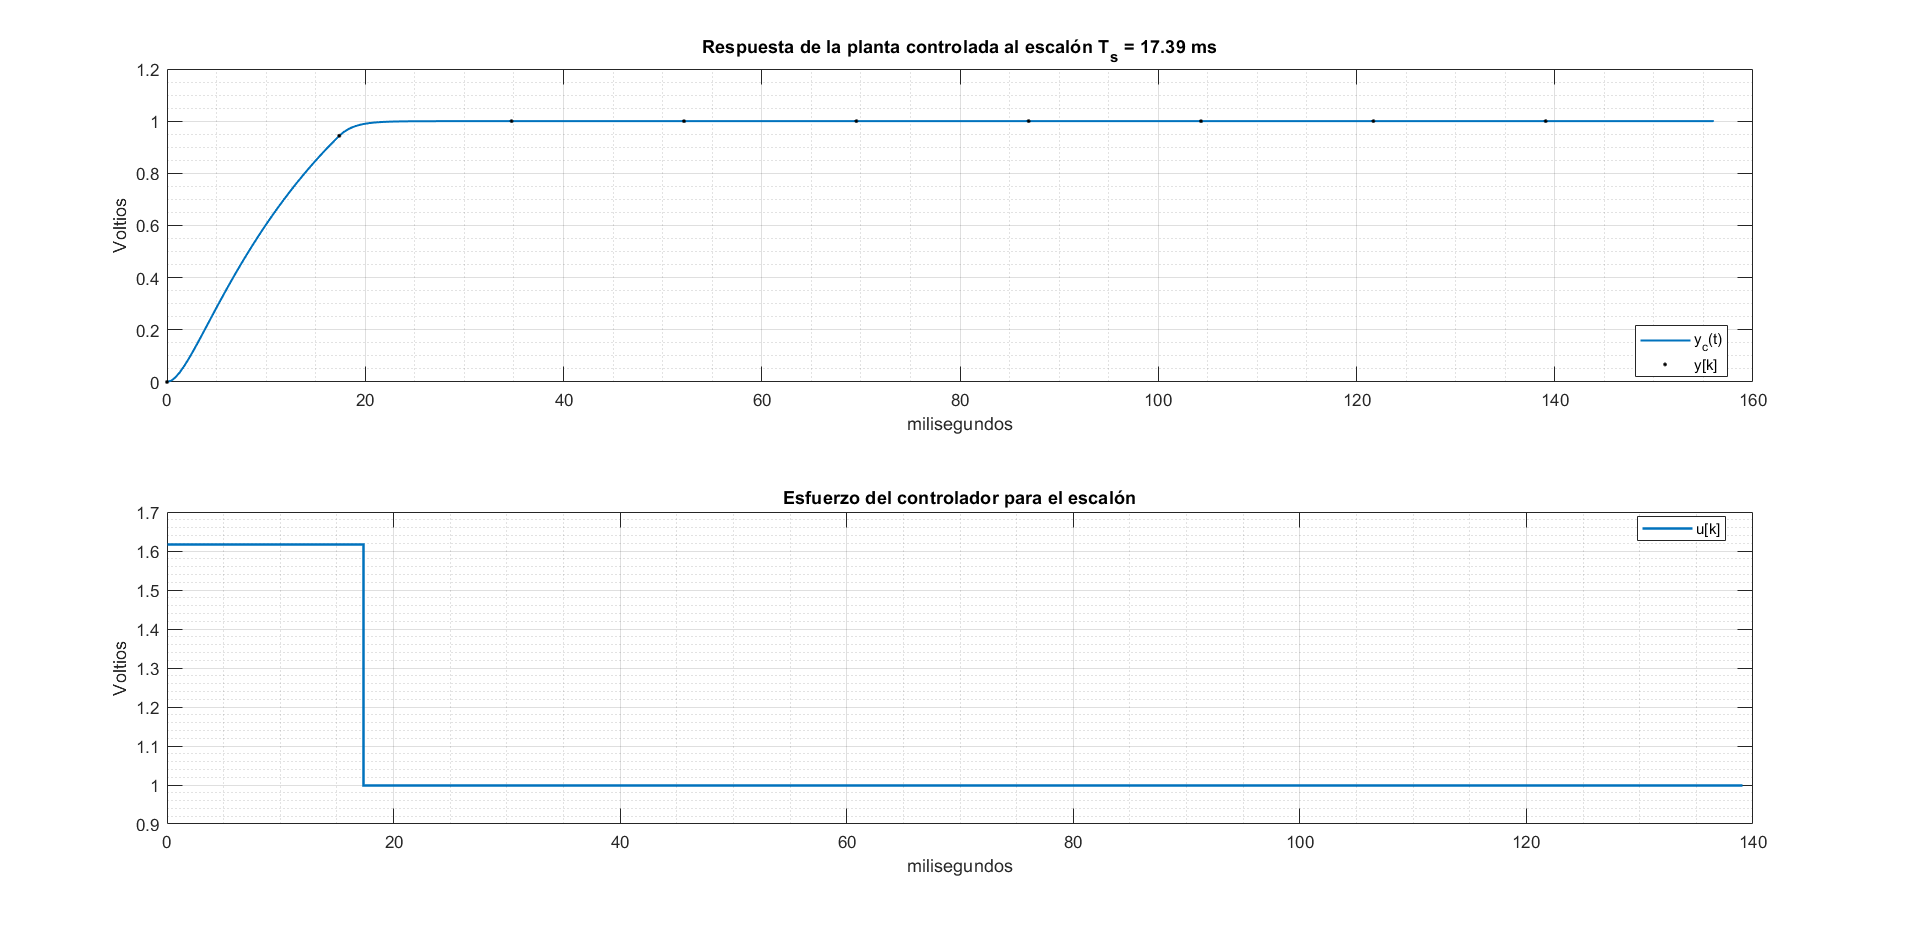 Respuesta de la planta controlada al escalón Ts = 17.39 ms
1.2
1
0.8
0.6
0.4
0.2
0
Voltios
0 20 40 60 80 100 120 140 160
milisegundos
yc(t)
y[k]
Esfuerzo del controlador para el escalón
1.7
1.6
1.5
1.4
1.3
1.2
1.1
1
0.9
Voltios
0 20 40 60 80 100 120 140
milisegundos
u[k]